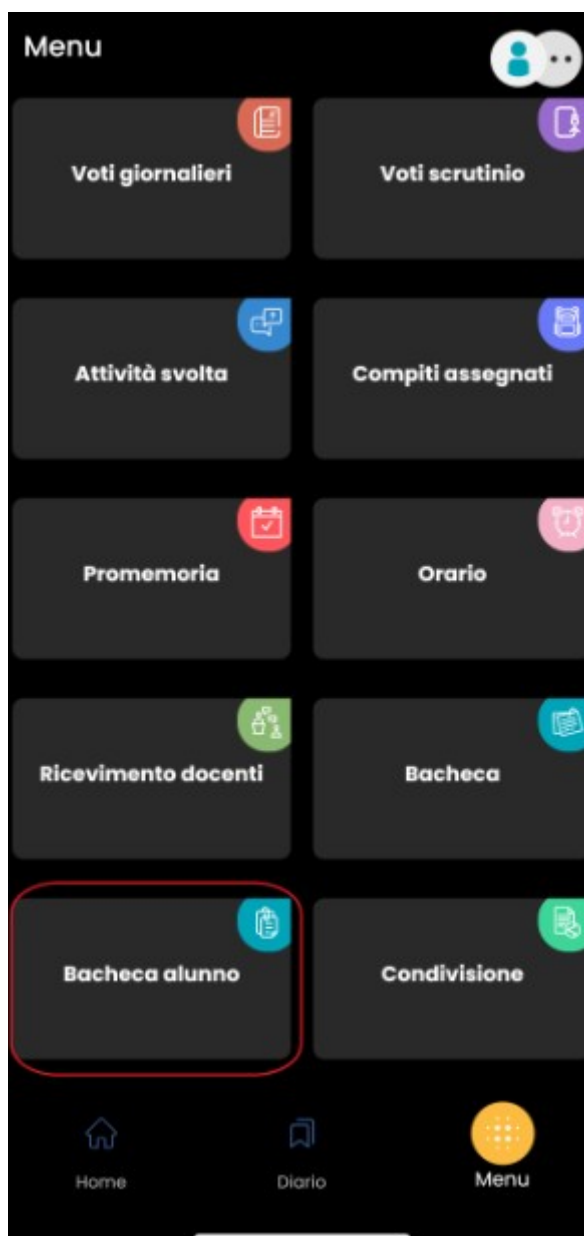 Menu
Voti giornalieri
Voti scrutinio
Attività svolta
Compiti assegnati
Promemoria
Orario
Ricevimento docenti
Bacheca
Bacheca alunno
Condivisione
Home
Diario
Menu